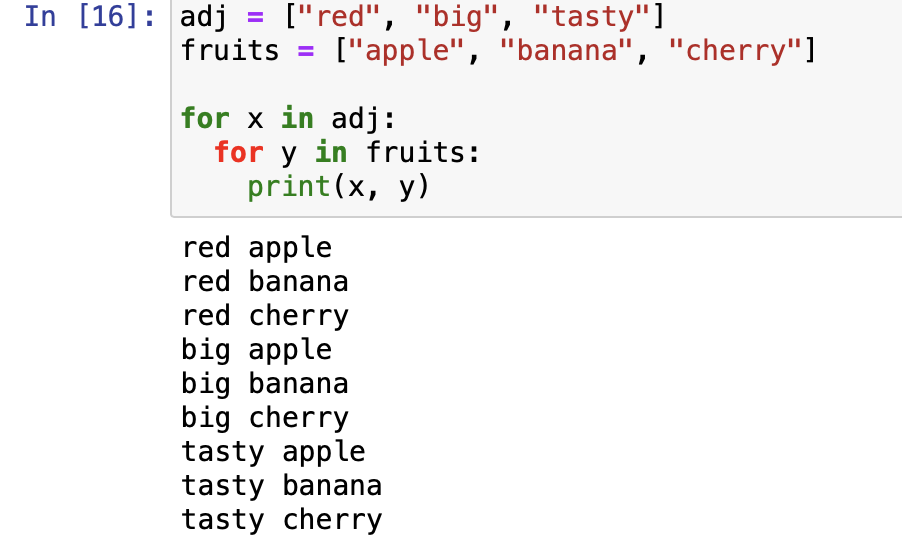 In [16]: adj = ["red", "big", "tasty"]
fruits = ["apple", "banana", "cherry"]
for x in adj:
  for y in fruits:
    print(x, y)
red apple
red banana
red cherry
big apple
big banana
big cherry
tasty apple
tasty banana
tasty cherry